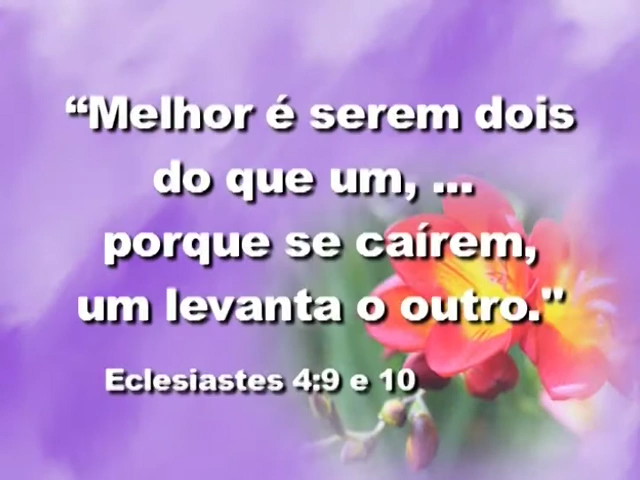 “Melhor é serem dois
do que um, ...
porque se caírem,
um levanta o outro."
Eclesiastes 4:9 e 10